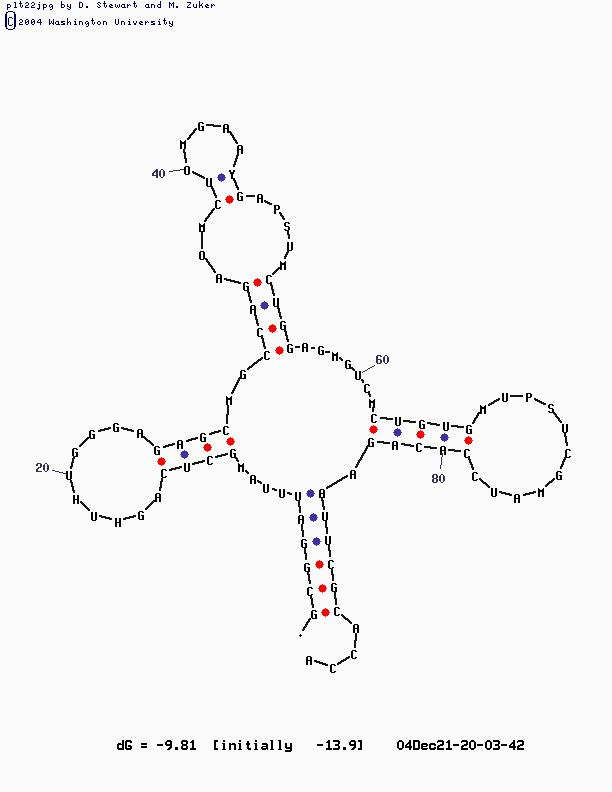 plt22jpg by D. Stewart and M. Zuker
© 2004 Washington University
GCGGAUUUAMGCUCAGHUHUGGGAGAGCMGCCAGAOMCUOMGAAYGAPSUMCUGGAGMGUCMCUGUGMUPSUCGMAUCCACAGAAUUCGCACCA
40
60
20
80
dG = -9.81 [initially -13.9] 04Dec21-20-03-42